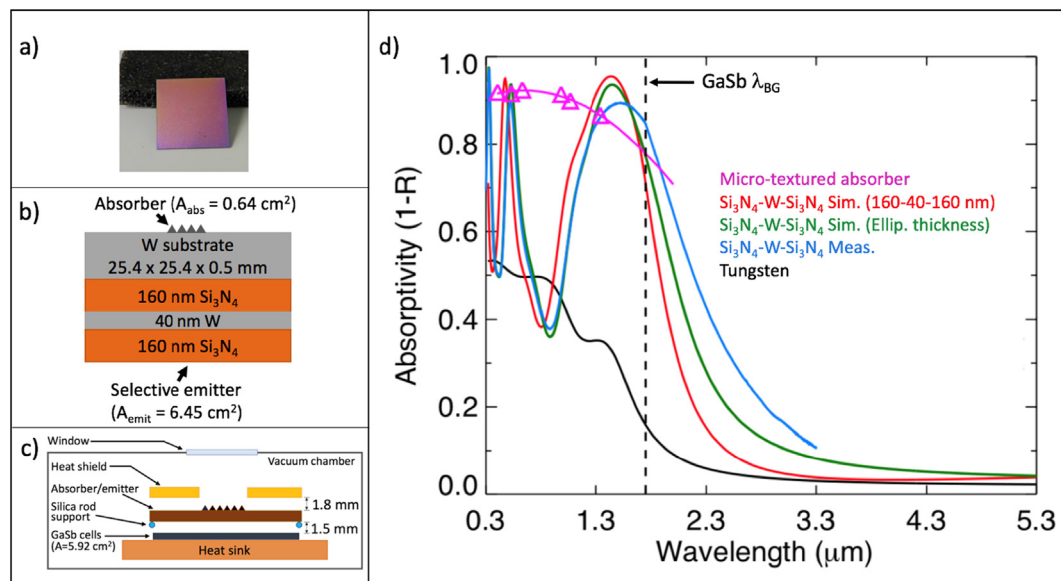 a)
b)
Absorber (A_abs = 0.64 cm²)
W substrate
25.4 x 25.4 x 0.5 mm
160 nm Si₃N₄
40 nm W
160 nm Si₃N₄
Selective emitter
(A_emit = 6.45 cm²)
c)
Window
Vacuum chamber
Heat shield
Absorber/emitter
1.8 mm
Silica rod
support
1.5 mm
GaSb cells
(A=5.92 cm²)
Heat sink
d)
GaSb λ_BG
Micro-textured absorber
Si₃N₄-W-Si₃N₄ Sim. (160-40-160 nm)
Si₃N₄-W-Si₃N₄ Sim. (Ellip. thickness)
Si₃N₄-W-Si₃N₄ Meas.
Tungsten
Absorptivity (1-R)
1.0
0.8
0.6
0.4
0.2
0.0
0.3 1.3 2.3 3.3 4.3 5.3
Wavelength (μm)